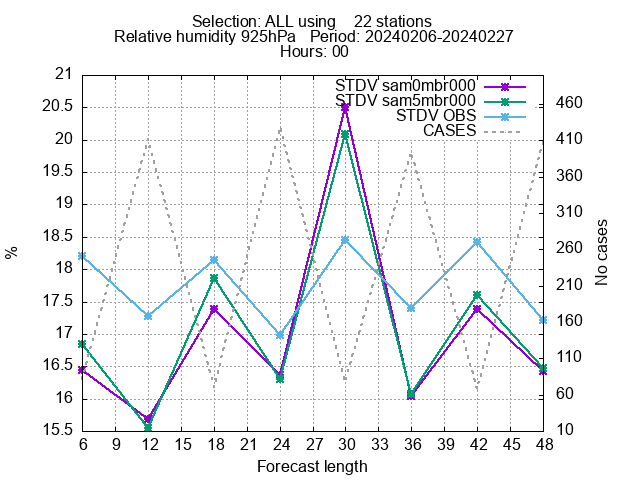 Selection: ALL using 22 stations
Relative humidity 925hPa Period: 20240206-20240227
Hours: 00
STDV sam0mbr000
STDV sam5mbr000
STDV OBS
CASES
21
20.5
20
19.5
19
18.5
18
17.5
17
16.5
16
15.5
%
460
410
360
310
260
210
160
110
60
10
No cases
6 9 12 15 18 21 24 27 30 33 36 39 42 45 48
Forecast length